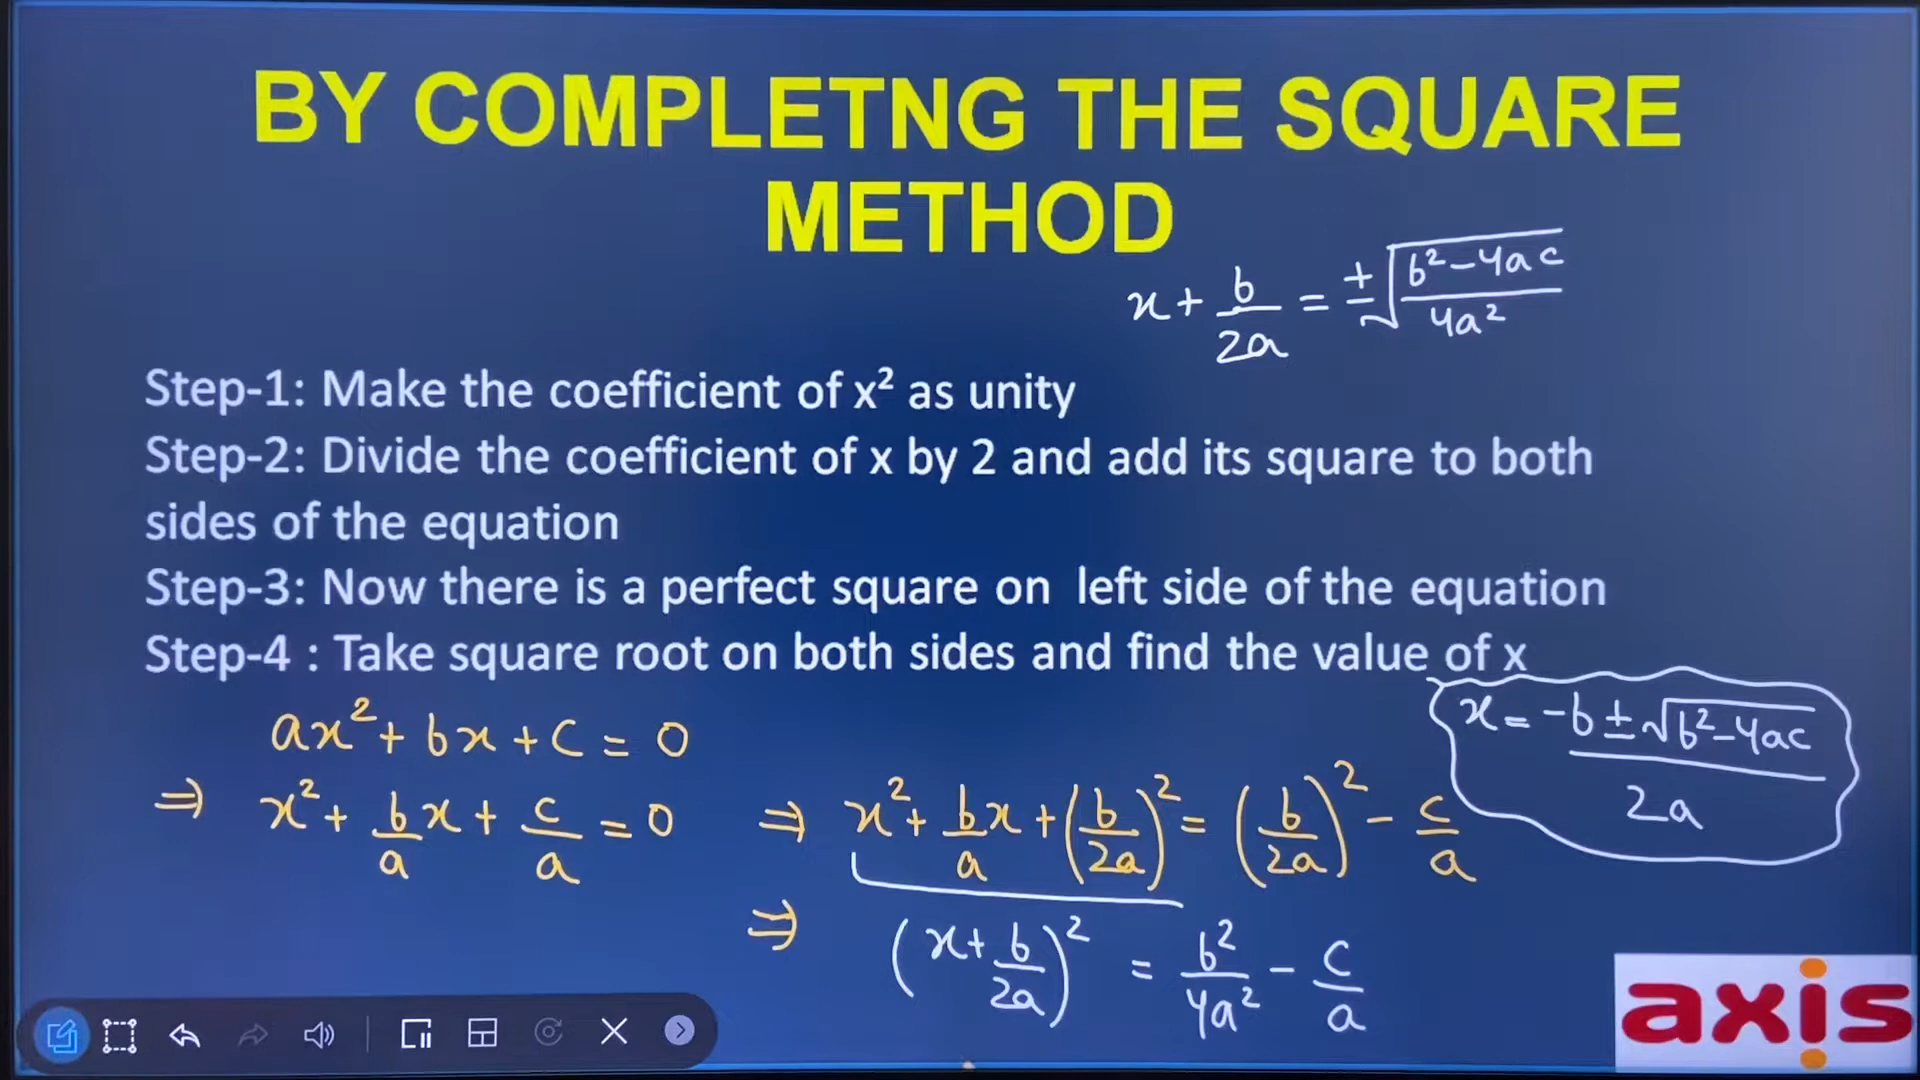 BY COMPLETNG THE SQUARE
METHOD
x + b/2a = ±√(b²-4ac/4a²)
Step-1: Make the coefficient of x² as unity
Step-2: Divide the coefficient of x by 2 and add its square to both
sides of the equation
Step-3: Now there is a perfect square on left side of the equation
Step-4 : Take square root on both sides and find the value of x
ax² + bx + c = 0
⇒ x² + b/a x + c/a = 0
⇒ x² + b/a x + (b/2a)² = (b/2a)² - c/a
⇒ (x + b/2a)² = b²/4a² - c/a
x = -b ± √(b²-4ac) / 2a
axis